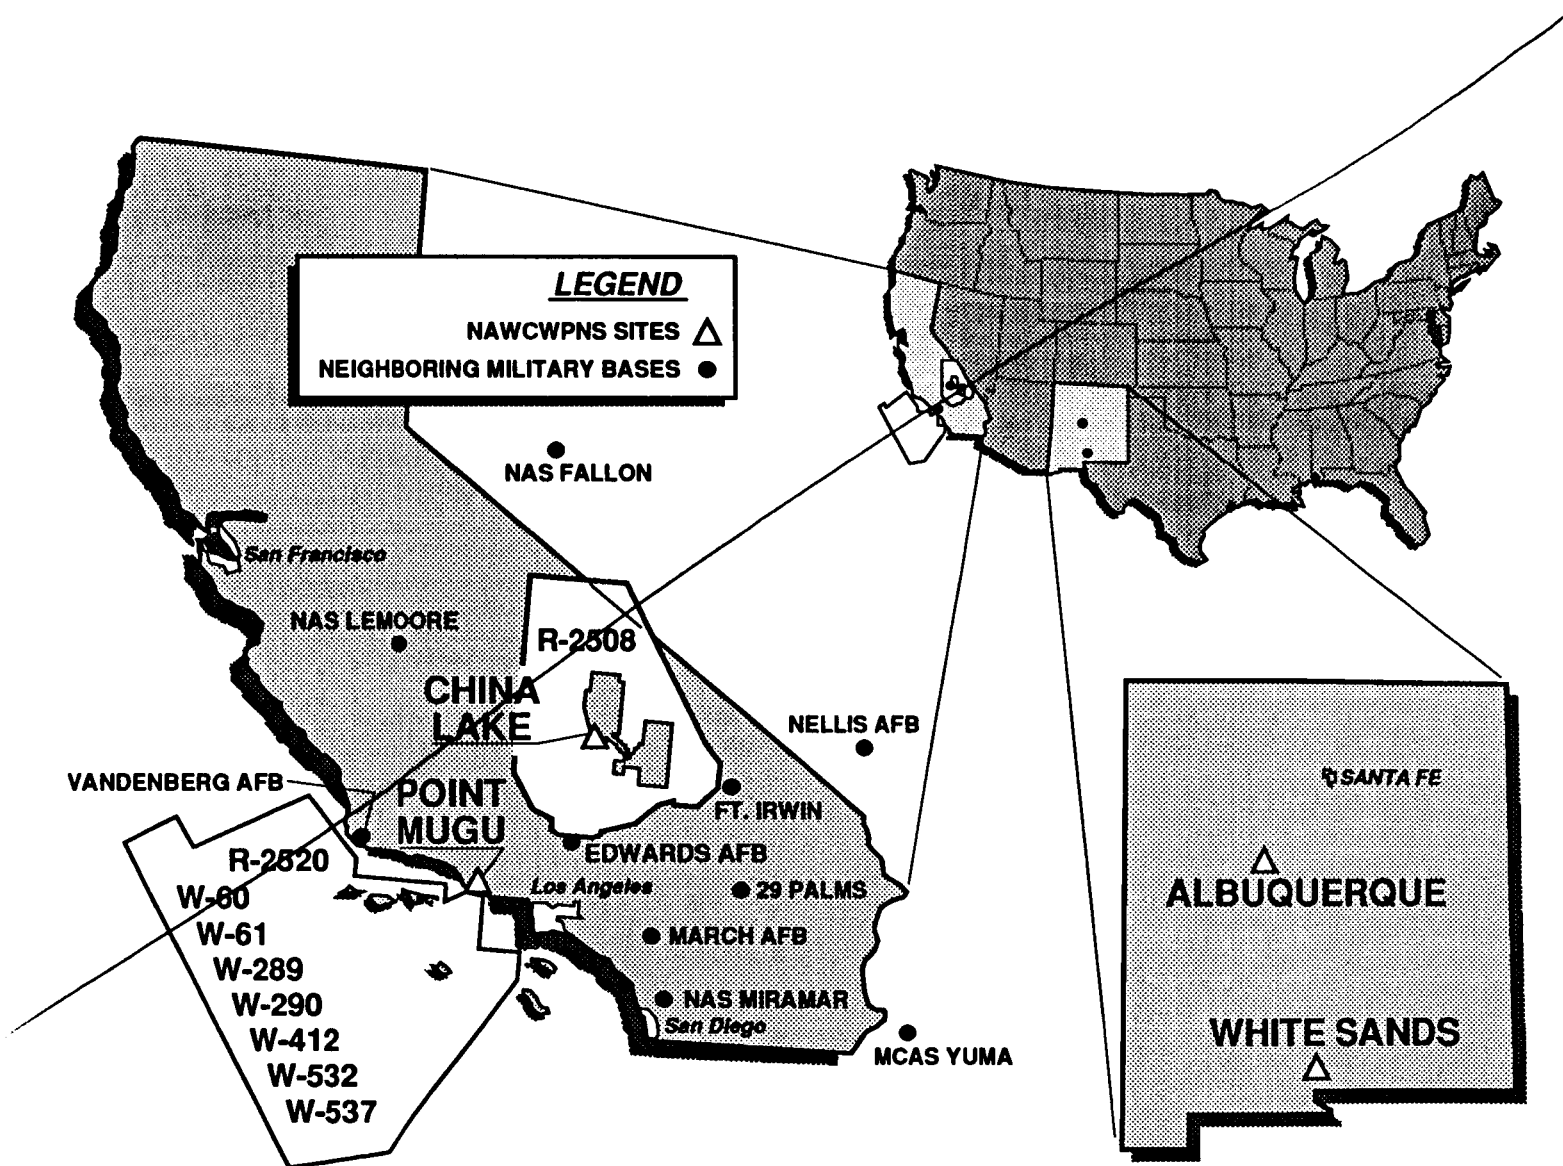 LEGEND
NAWCWPNS SITES
NEIGHBORING MILITARY BASES
NAS FALLON
San Francisco
NAS LEMOORE
R-2508
CHINA
LAKE
NELLIS AFB
VANDENBERG AFB
POINT
MUGU
FT. IRWIN
EDWARDS AFB
R-2520
Los Angeles
29 PALMS
W-60
W-61
MARCH AFB
W-289
W-290
NAS MIRAMAR
San Diego
W-412
MCAS YUMA
W-532
W-537
SANTA FE
ALBUQUERQUE
WHITE SANDS